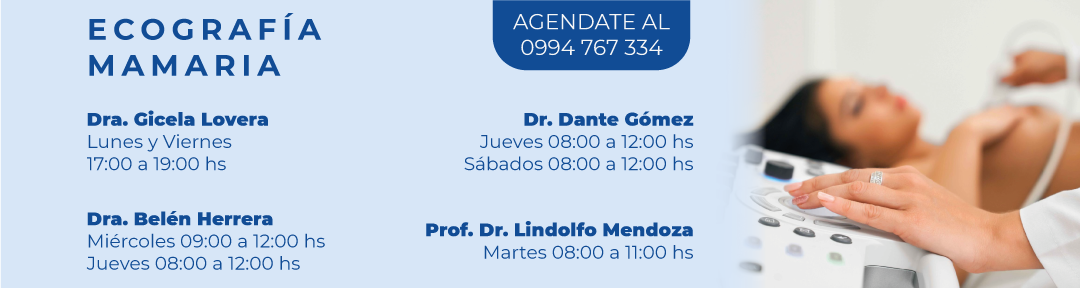 ECOGRAFÍA
MAMARIA
AGENDATE AL
0994 767 334
Dra. Gicela Lovera
Lunes y Viernes
17:00 a 19:00 hs
Dr. Dante Gómez
Jueves 08:00 a 12:00 hs
Sábados 08:00 a 12:00 hs
Dra. Belén Herrera
Miércoles 09:00 a 12:00 hs
Jueves 08:00 a 12:00 hs
Prof. Dr. Lindolfo Mendoza
Martes 08:00 a 11:00 hs